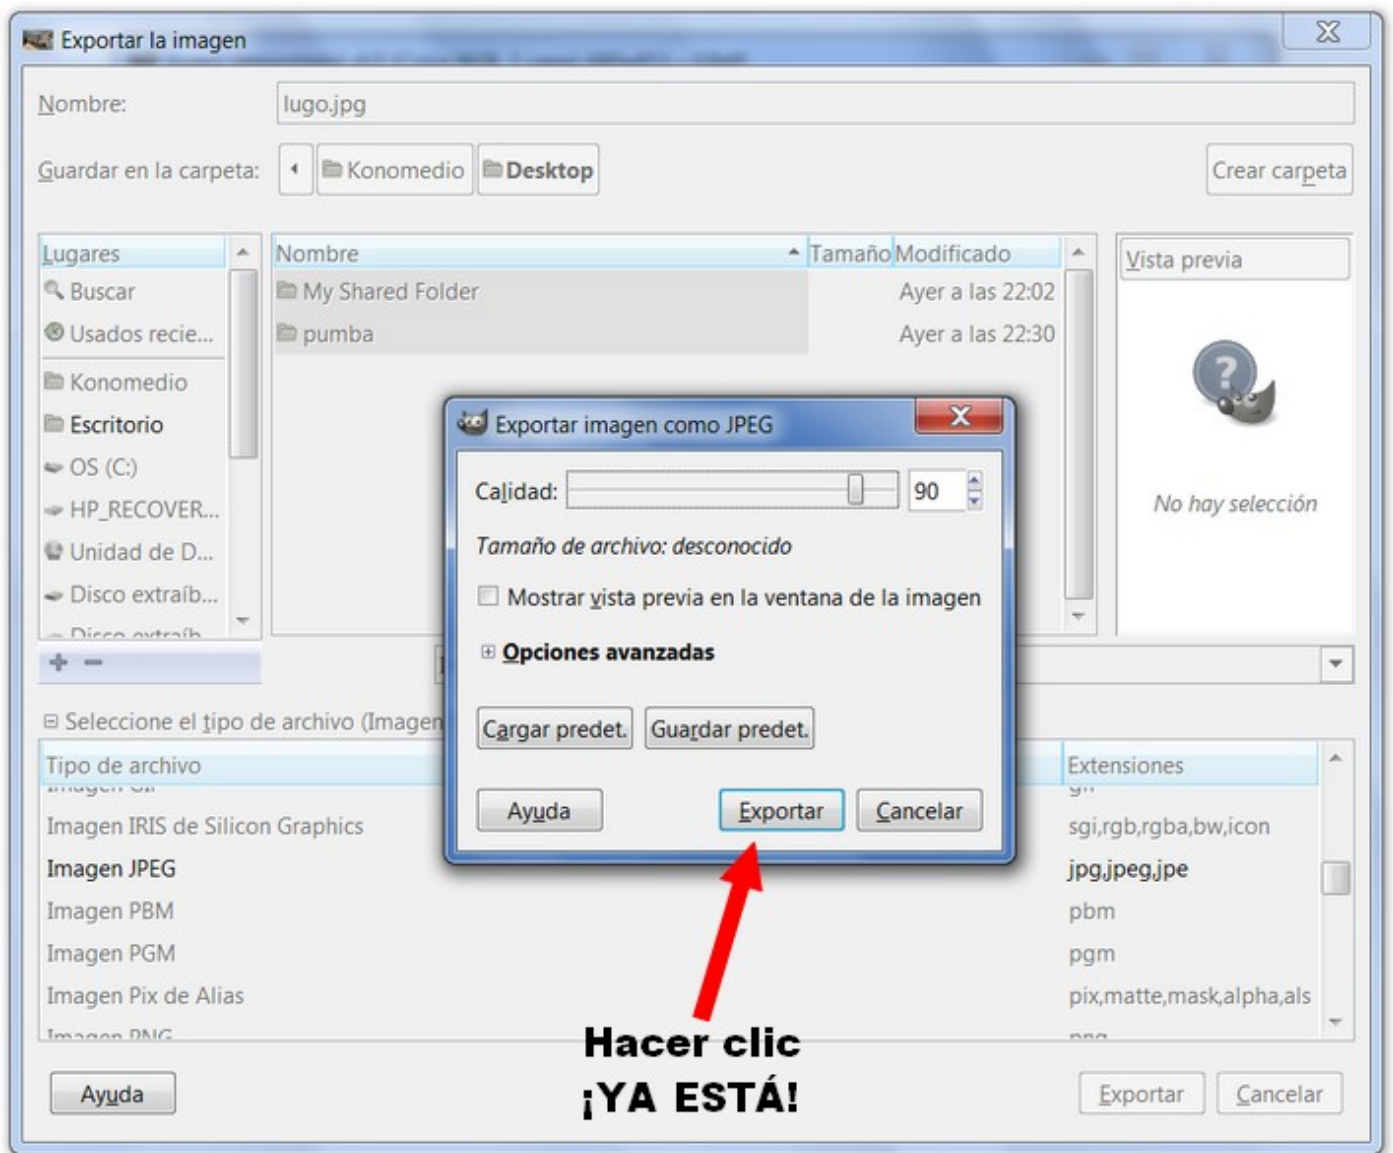 Exportar la imagen
Nombre:
lugo.jpg
Guardar en la carpeta:
Konomedio
Desktop
Crear carpeta
Lugares
Buscar
Usados recie...
Konomedio
Escritorio
OS (C:)
HP_RECOVER...
Unidad de D...
Disco extraíb...
Nombre
Tamaño
Modificado
My Shared Folder
Ayer a las 22:02
pumba
Ayer a las 22:30
Vista previa
No hay selección
Exportar imagen como JPEG
Calidad:
90
Tamaño de archivo: desconocido
Mostrar vista previa en la ventana de la imagen
Opciones avanzadas
Cargar predet.
Guardar predet.
Ayuda
Exportar
Cancelar
Seleccione el tipo de archivo (Imagen
Tipo de archivo
Extensiones
Imagen IRIS de Silicon Graphics
sgi,rgb,rgba,bw,icon
Imagen JPEG
jpg,jpeg,jpe
Imagen PBM
pbm
Imagen PGM
pgm
Imagen Pix de Alias
pix,matte,mask,alpha,als
Imagen PNG
png
Hacer clic
¡YA ESTÁ!
Ayuda
Exportar
Cancelar